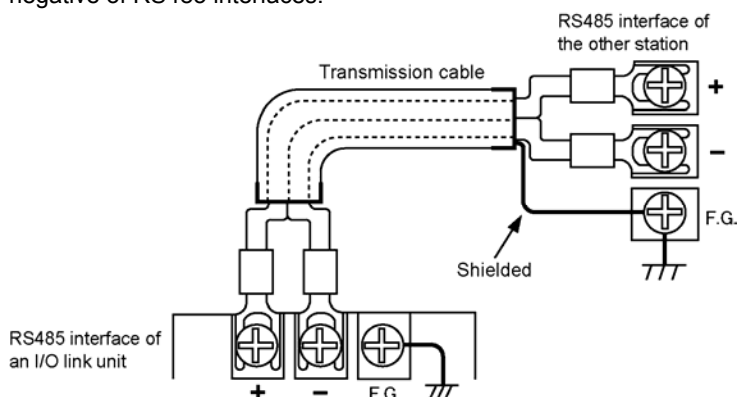 negative of RS485 interfaces.
RS485 interface of
the other station
Transmission cable
+
−
F.G.
Shielded
RS485 interface of
an I/O link unit
+
−
F.G.